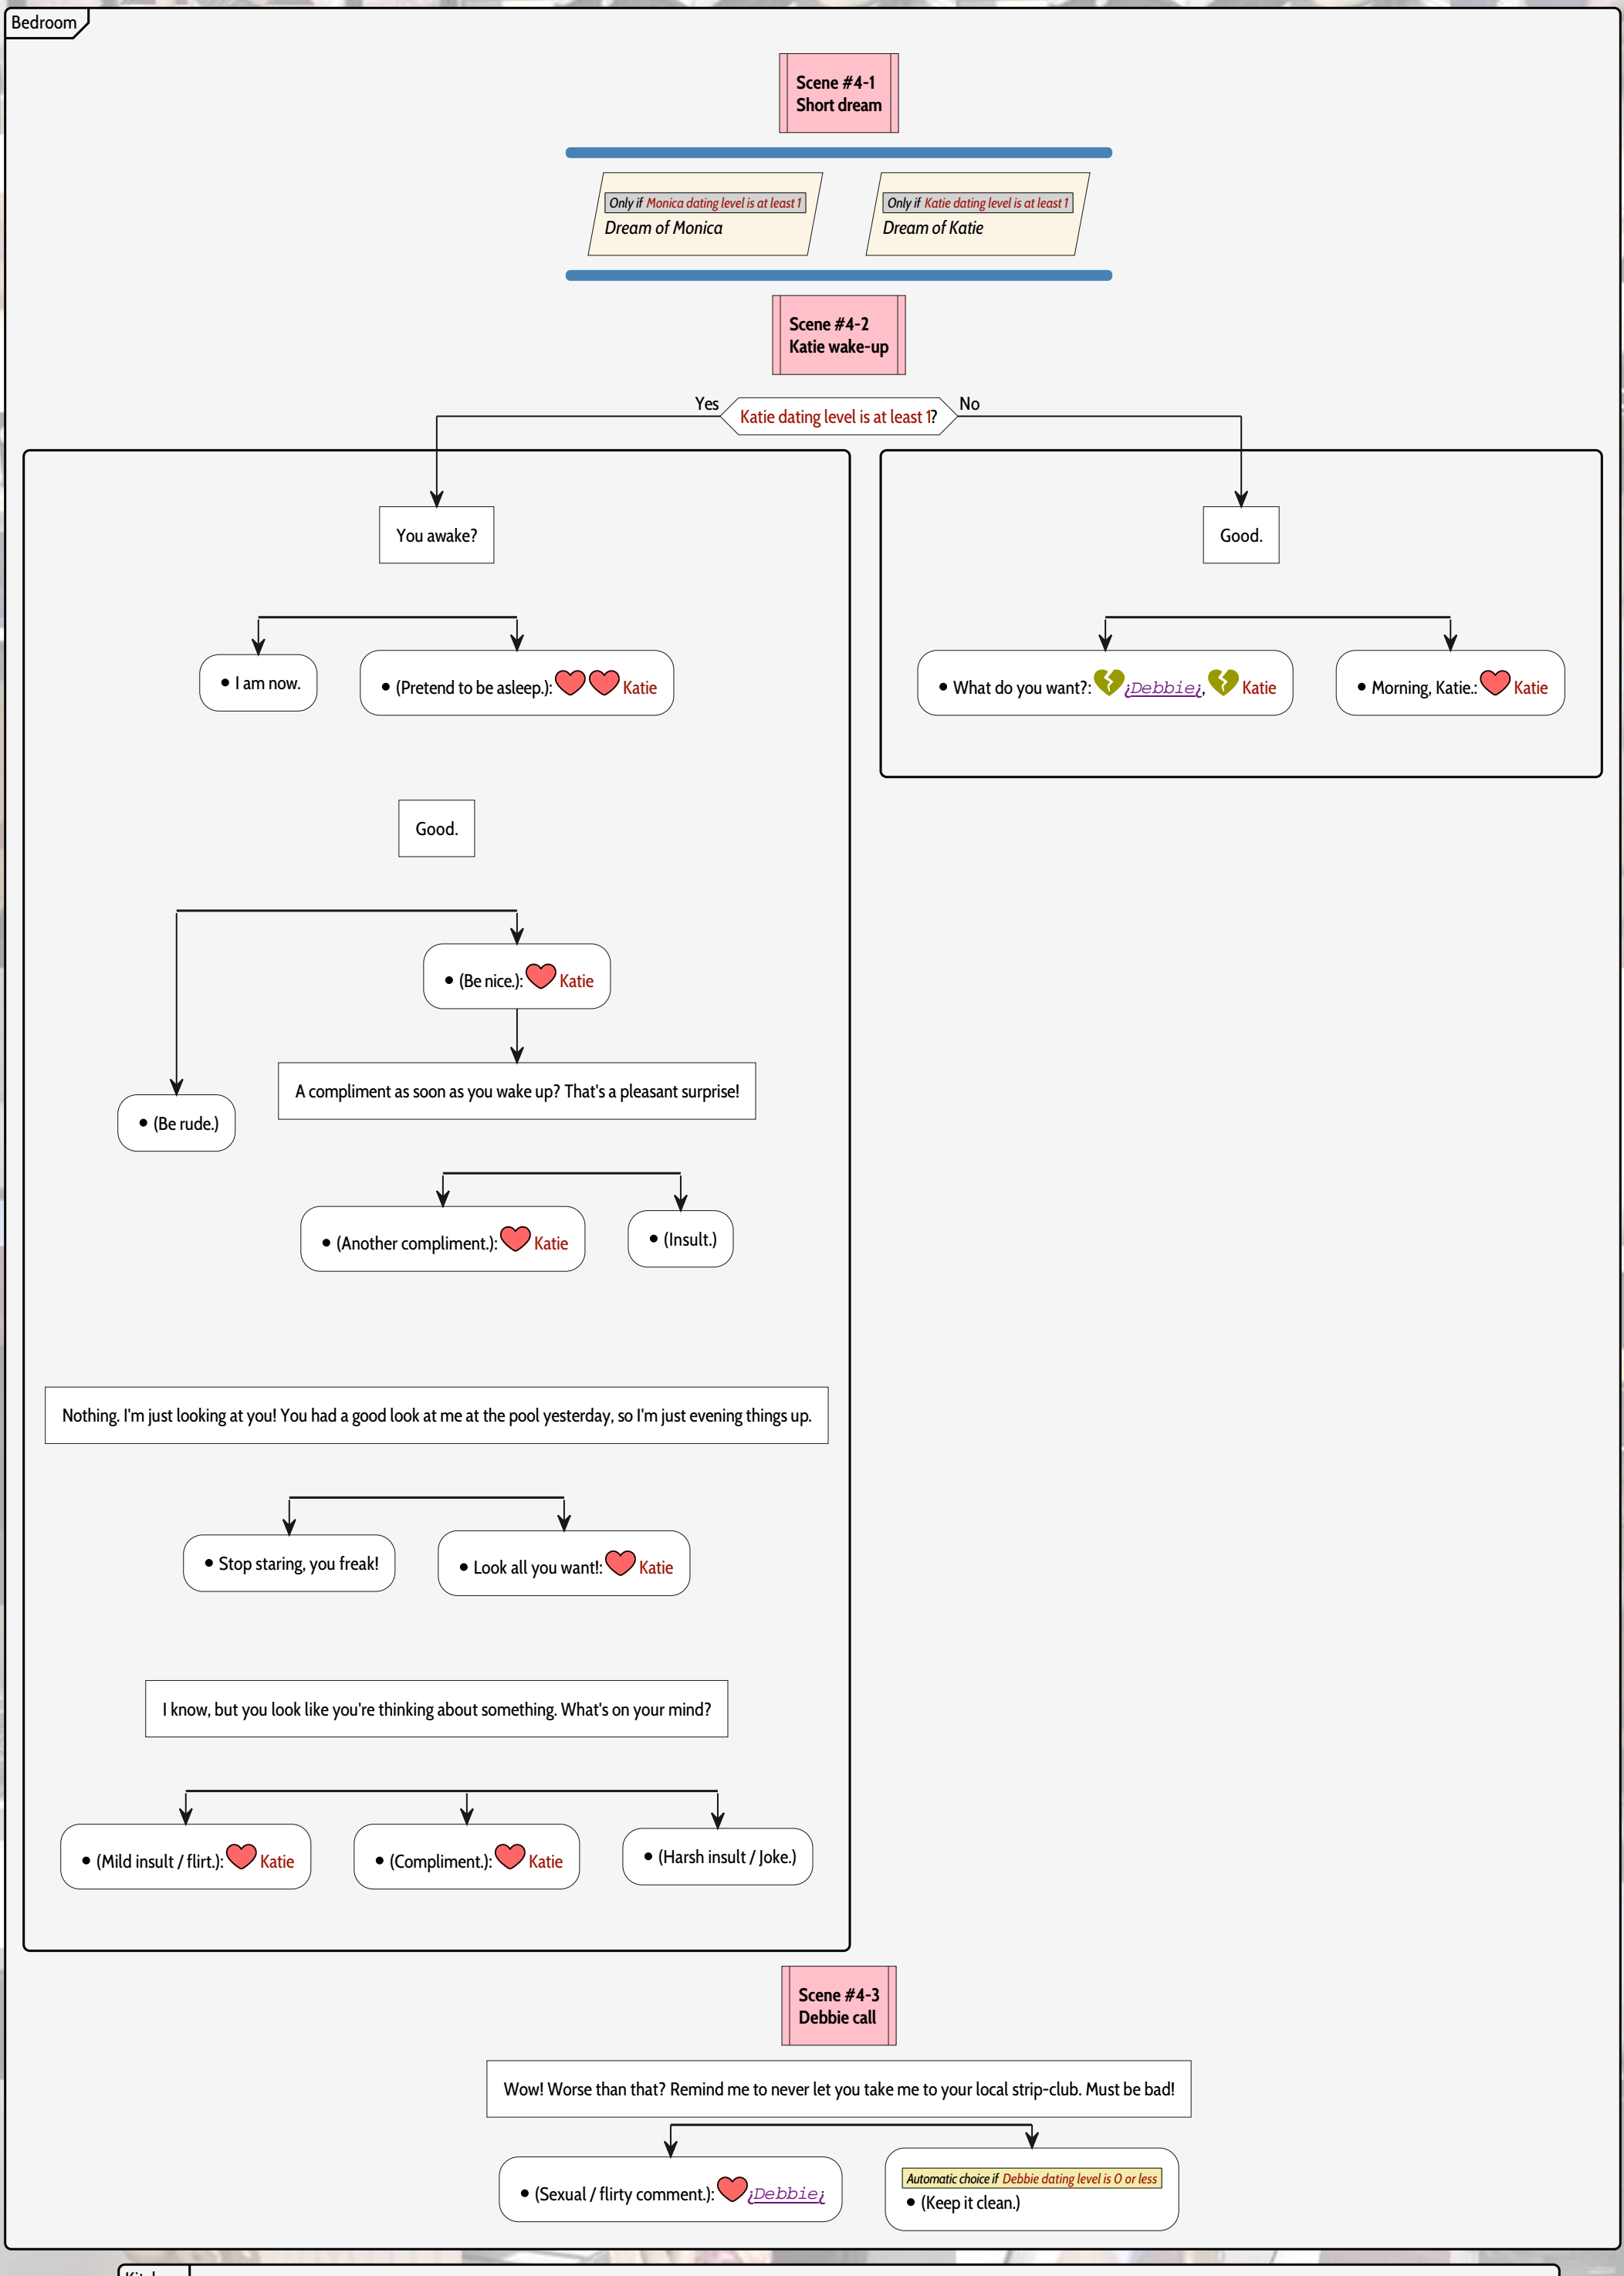 Bedroom
Scene #4-1
Short dream
Only if Monica dating level is at least 1
Dream of Monica
Only if Katie dating level is at least 1
Dream of Katie
Scene #4-2
Katie wake-up
Yes
Katie dating level is at least 1?
No
You awake?
• I am now.
• (Pretend to be asleep.): Katie
Good.
• (Be nice.): Katie
A compliment as soon as you wake up? That's a pleasant surprise!
• (Be rude.)
• (Another compliment.): Katie
• (Insult.)
Nothing. I'm just looking at you! You had a good look at me at the pool yesterday, so I'm just evening things up.
• Stop staring, you freak!
• Look all you want!: Katie
I know, but you look like you're thinking about something. What's on your mind?
• (Mild insult / flirt.): Katie
• (Compliment.): Katie
• (Harsh insult / Joke.)
Good.
• What do you want?: ¿Debbie¿, Katie
• Morning, Katie.: Katie
Scene #4-3
Debbie call
Wow! Worse than that? Remind me to never let you take me to your local strip-club. Must be bad!
• (Sexual / flirty comment.): ¿Debbie¿
Automatic choice if Debbie dating level is 0 or less
• (Keep it clean.)